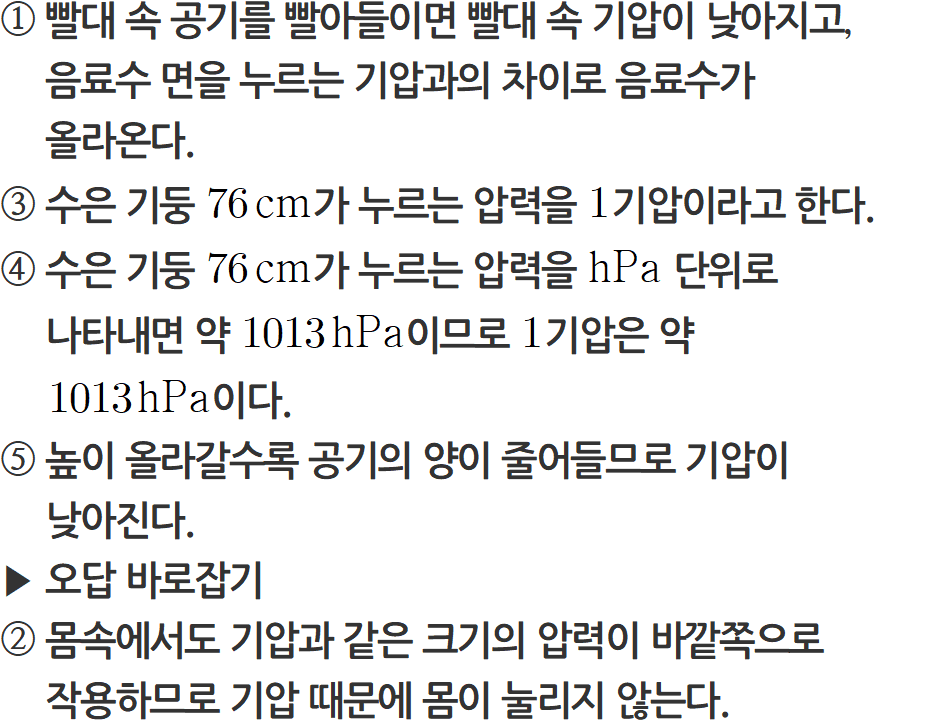 ① 빨대 속 공기를 빨아들이면 빨대 속 기압이 낮아지고,
음료수 면을 누르는 기압과의 차이로 음료수가
올라온다.
③ 수은 기둥 76 cm가 누르는 압력을 1기압이라고 한다.
④ 수은 기둥 76 cm가 누르는 압력을 hPa 단위로
나타내면 약 1013 hPa이므로 1기압은 약
1013 hPa이다.
⑤ 높이 올라갈수록 공기의 양이 줄어들므로 기압이
낮아진다.
▶ 오답 바로잡기
② 몸속에서도 기압과 같은 크기의 압력이 바깥쪽으로
작용하므로 기압 때문에 몸이 눌리지 않는다.